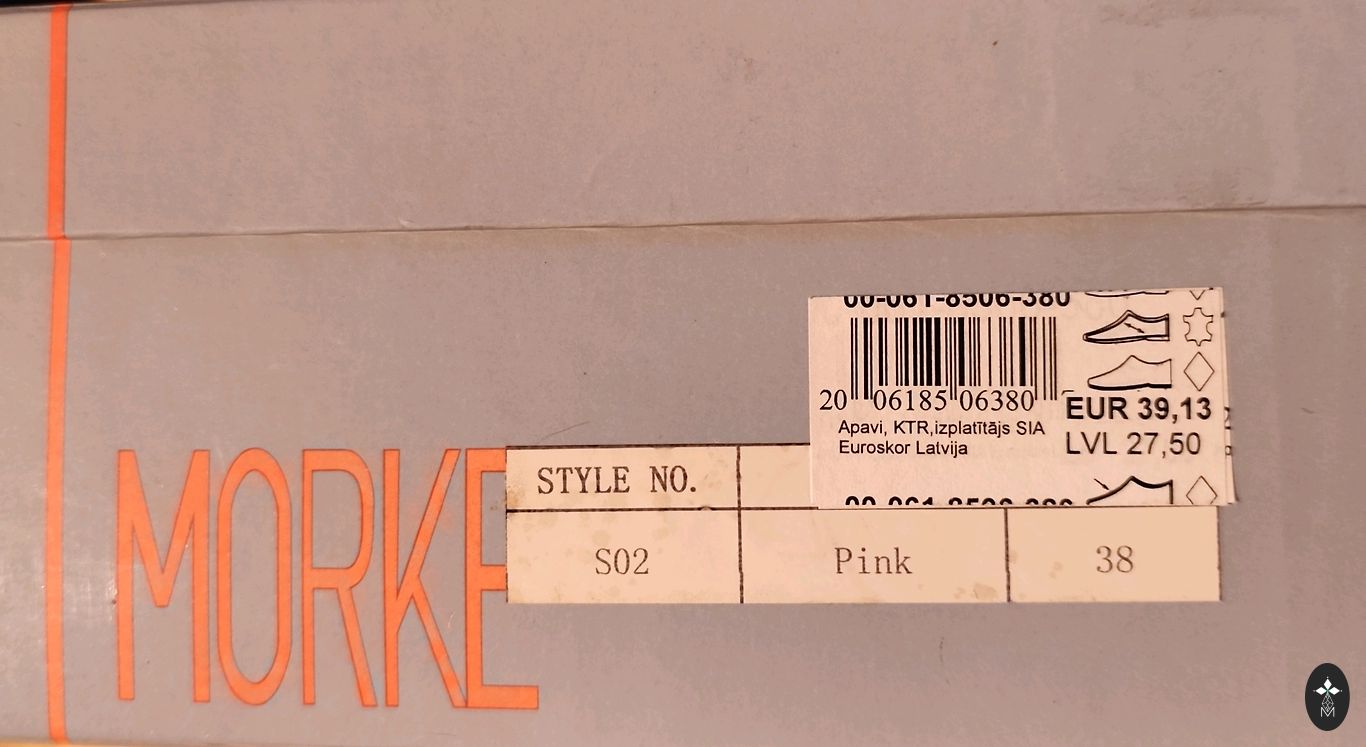 00-061-8506-380
20 06185 06380
Apavi, KTR,izplatītājs SIA
Euroskor Latvija
EUR 39,13
LVL 27,50
MORKE
STYLE NO.
S02 Pink 38
M